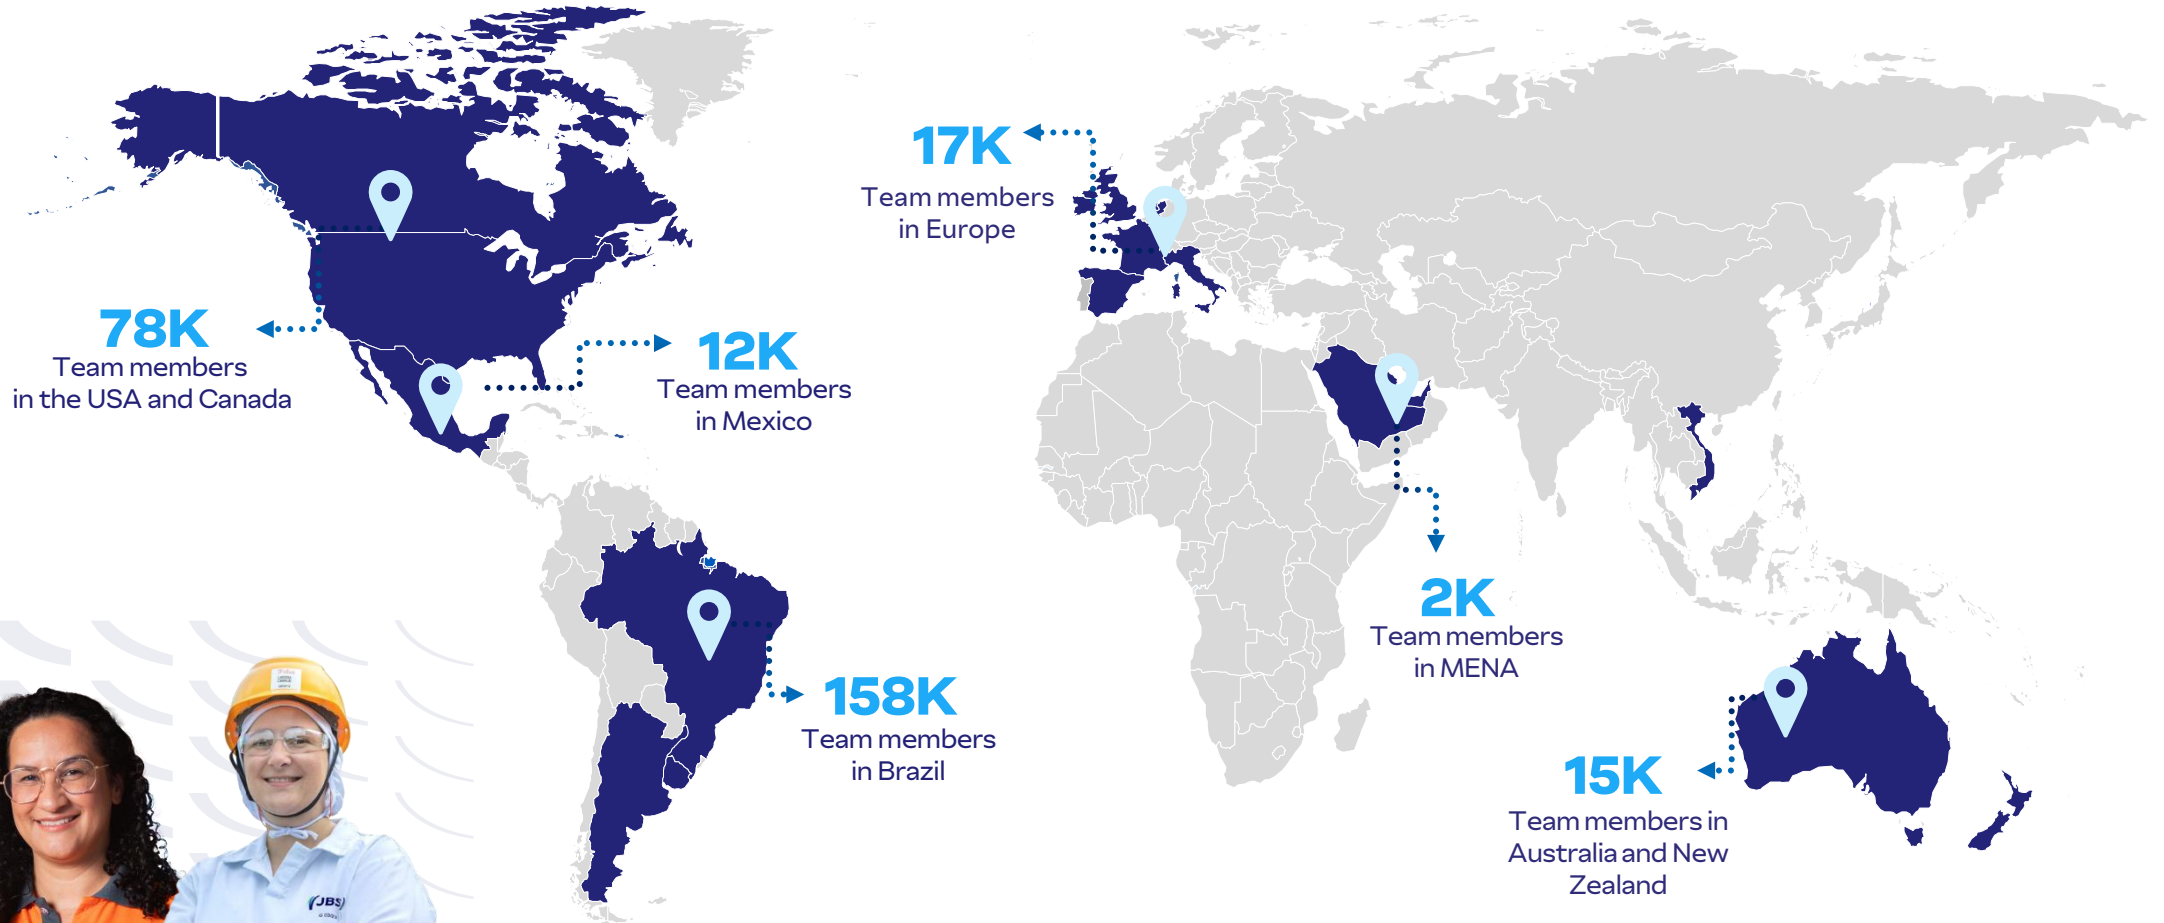 17K
Team members
in Europe
78K
Team members
in the USA and Canada
12K
Team members
in Mexico
2K
Team members
in MENA
158K
Team members
in Brazil
15K
Team members in
Australia and New
Zealand
JBS